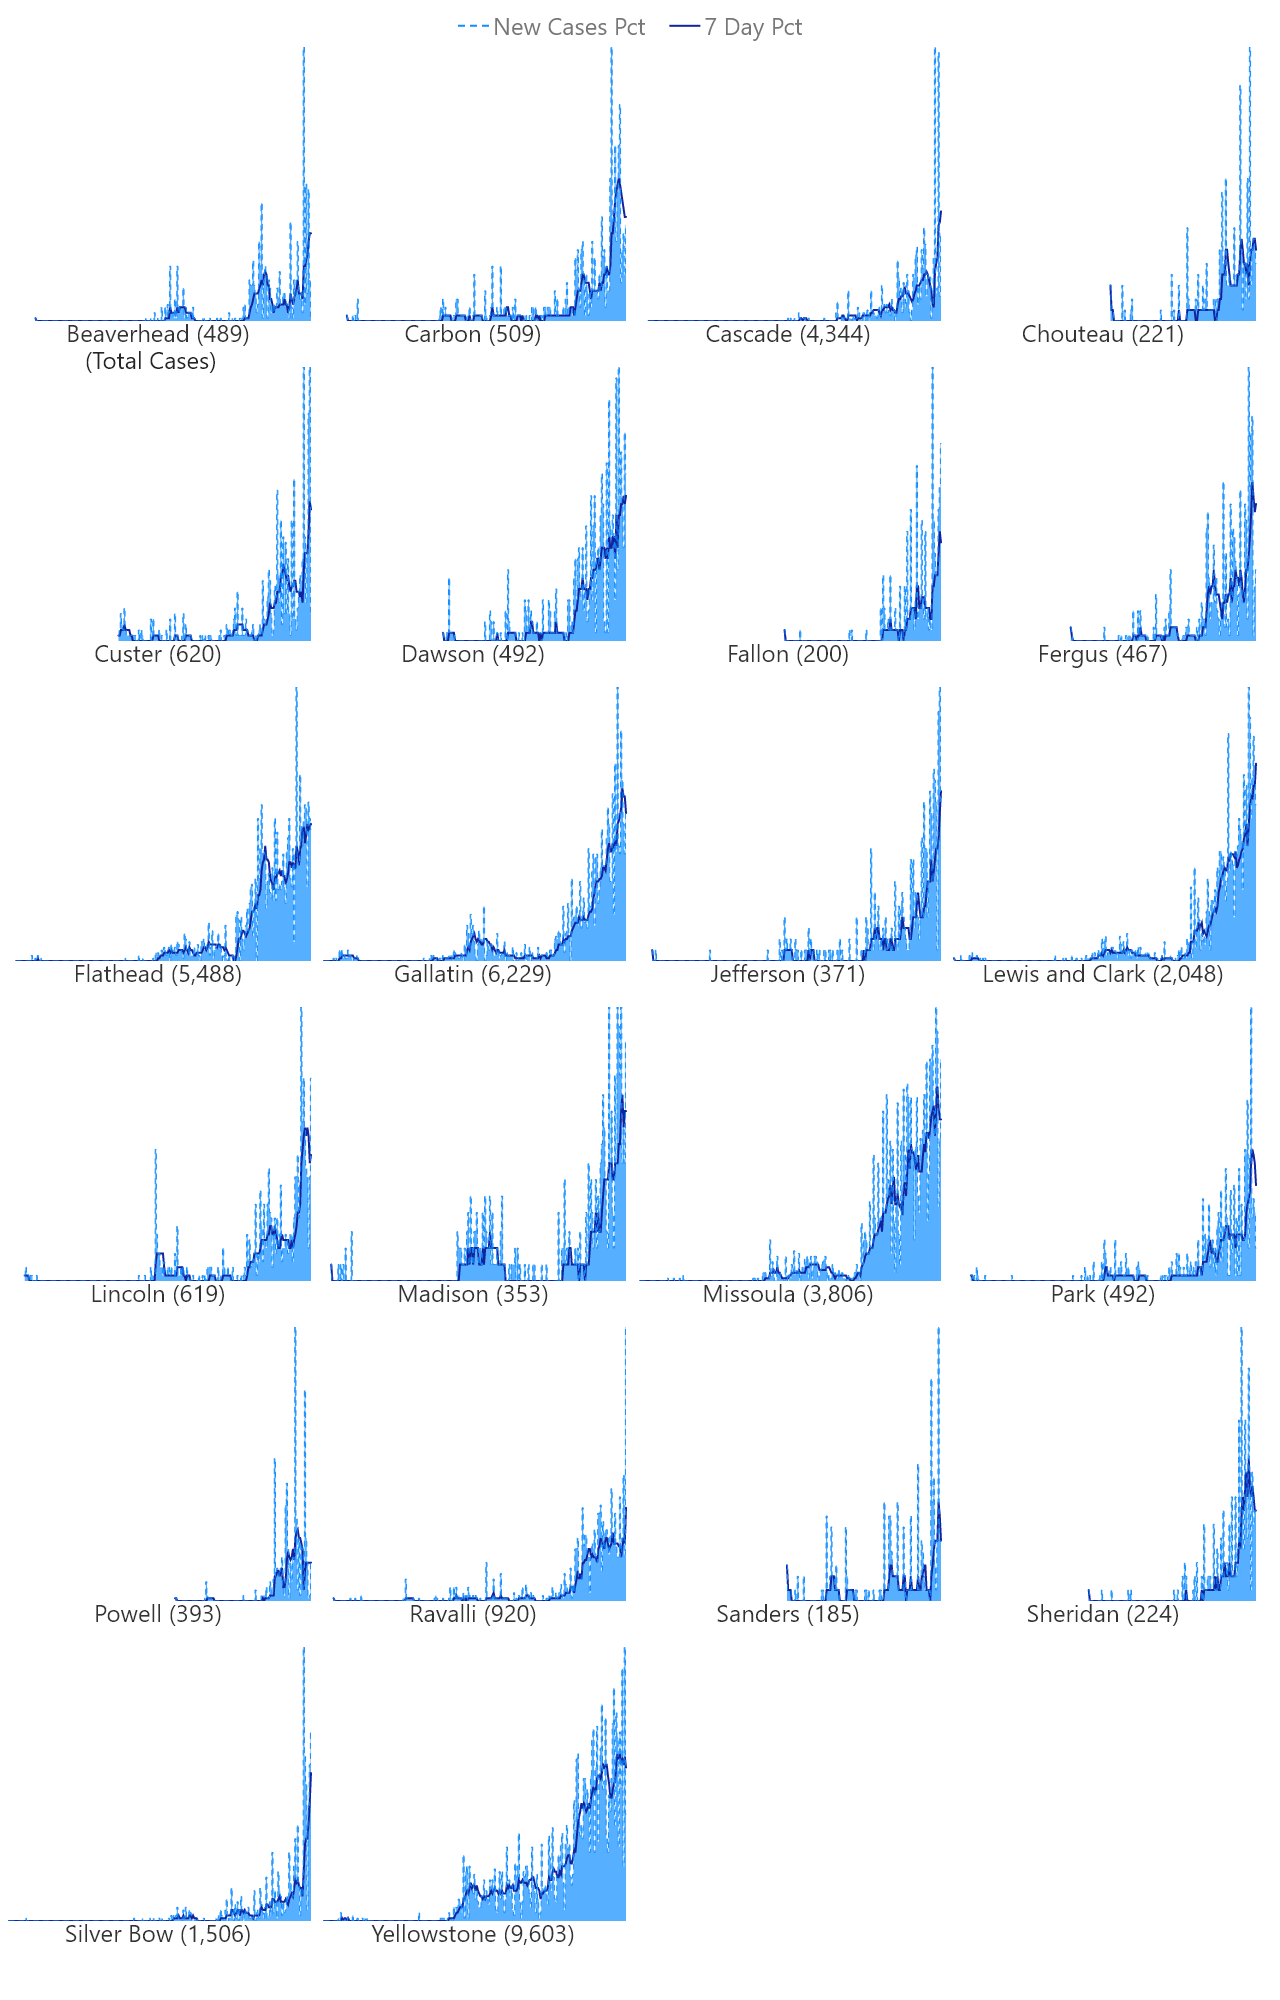 New Cases Pct 7 Day Pct
Beaverhead (489) Carbon (509) Cascade (4,344) Chouteau (221)
(Total Cases)
Custer (620) Dawson (492) Fallon (200) Fergus (467)
Flathead (5,488) Gallatin (6,229) Jefferson (371) Lewis and Clark (2,048)
Lincoln (619) Madison (353) Missoula (3,806) Park (492)
Powell (393) Ravalli (920) Sanders (185) Sheridan (224)
Silver Bow (1,506) Yellowstone (9,603)